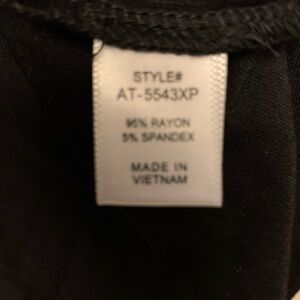 STYLE#
AT-5543XP
95% RAYON
5% SPANDEX
MADE IN
VIETNAM